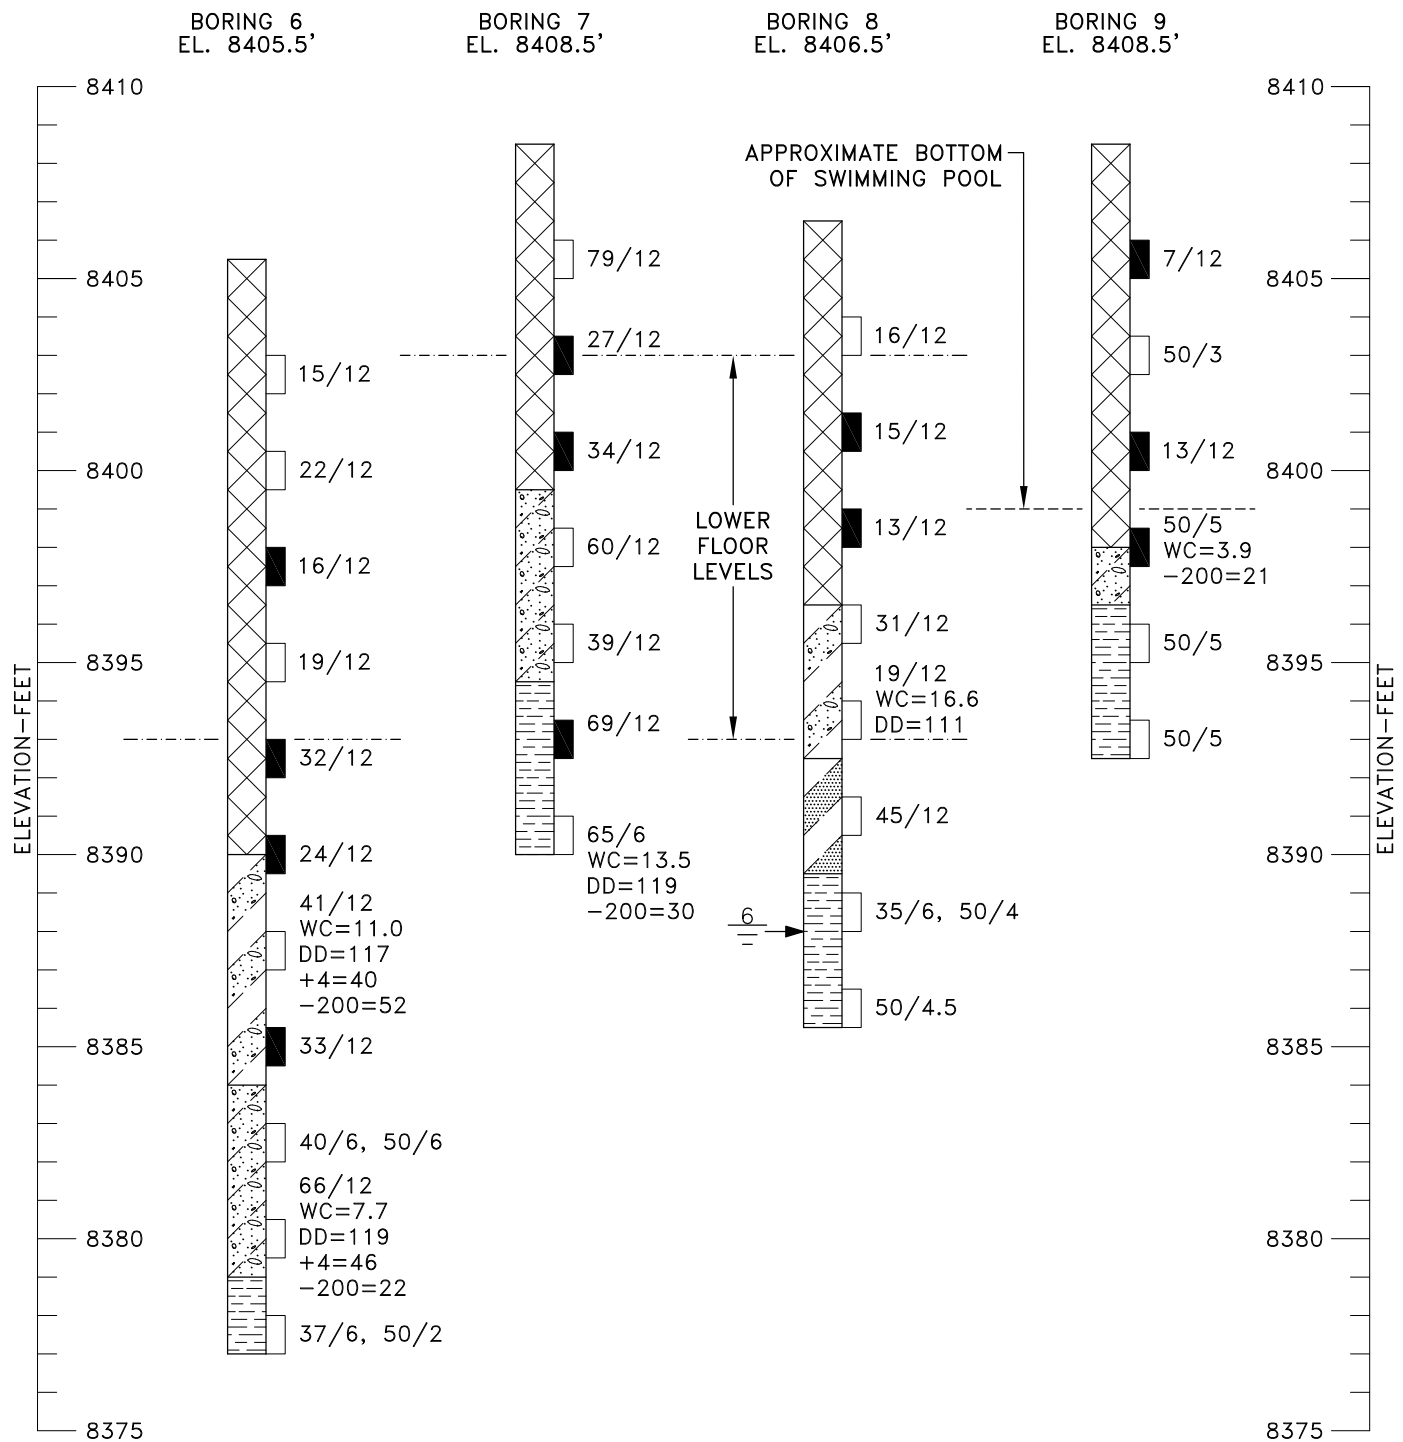 BORING 6
EL. 8405.5'
BORING 7
EL. 8408.5'
BORING 8
EL. 8406.5'
BORING 9
EL. 8408.5'
8410
8405
8400
8395
8390
8385
8380
8375
ELEVATION-FEET
15/12
22/12
16/12
19/12
32/12
24/12
41/12
WC=11.0
DD=117
+4=40
-200=52
33/12
40/6, 50/6
66/12
WC=7.7
DD=119
+4=46
-200=22
37/6, 50/2
79/12
27/12
34/12
60/12
39/12
69/12
65/6
WC=13.5
DD=119
-200=30
LOWER
FLOOR
LEVELS
APPROXIMATE BOTTOM
OF SWIMMING POOL
16/12
15/12
13/12
31/12
19/12
WC=16.6
DD=111
45/12
35/6, 50/4
6
50/4.5
7/12
50/3
13/12
50/5
WC=3.9
-200=21
50/5
50/5
8410
8405
8400
8395
8390
8385
8380
8375
ELEVATION-FEET